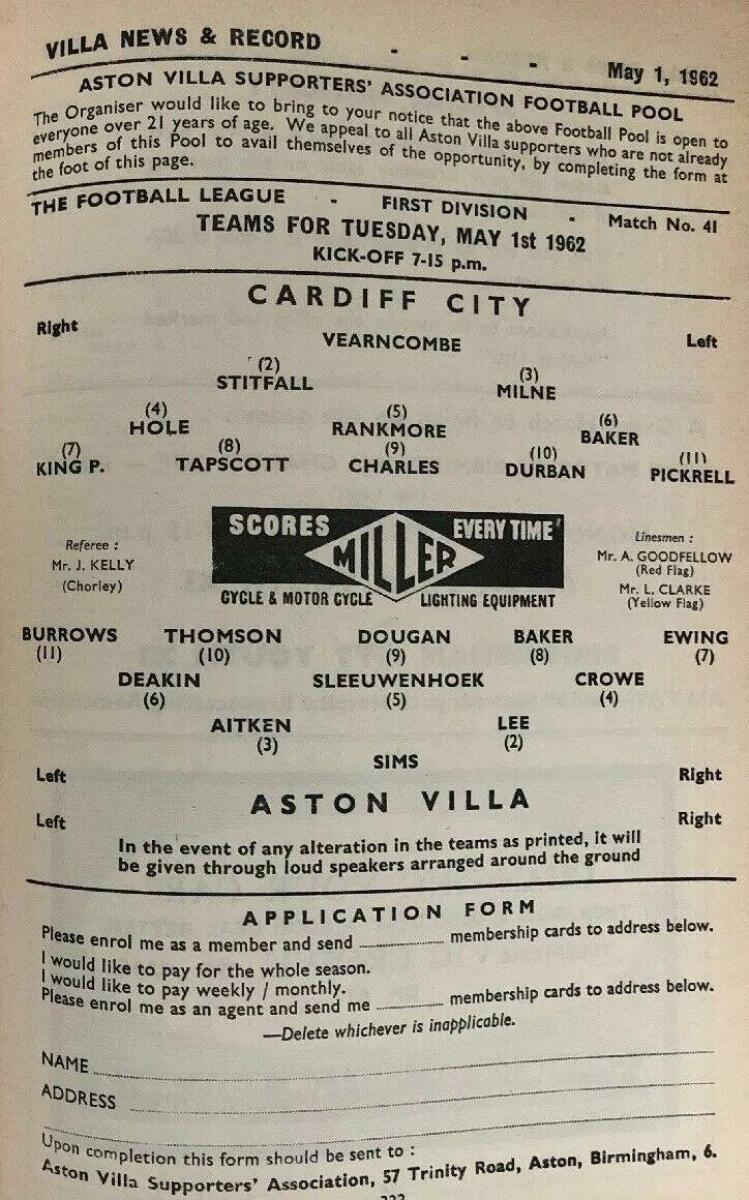 VILLA NEWS & RECORD - - - May 1, 1962
ASTON VILLA SUPPORTERS' ASSOCIATION FOOTBALL POOL
The Organiser would like to bring to your notice that the above Football Pool is open to
everyone over 21 years of age. We appeal to all Aston Villa supporters who are not already
members of this Pool to avail themselves of the opportunity, by completing the form at
the foot of this page.
THE FOOTBALL LEAGUE - FIRST DIVISION - Match No. 41
TEAMS FOR TUESDAY, MAY 1st 1962
KICK-OFF 7-15 p.m.
CARDIFF CITY
Right Left
VEARNCOMBE
(2) (3)
STITFALL MILNE
(4) (5) (6)
HOLE RANKMORE BAKER
(7) (8) (9) (10) (11)
KING P. TAPSCOTT CHARLES DURBAN PICKRELL
SCORES EVERY TIME
MILLER
CYCLE & MOTOR CYCLE LIGHTING EQUIPMENT
Referee :
Mr. J. KELLY
(Chorley)
Linesmen :
Mr. A. GOODFELLOW
(Red Flag)
Mr. L. CLARKE
(Yellow Flag)
BURROWS THOMSON DOUGAN BAKER EWING
(11) (10) (9) (8) (7)
DEAKIN SLEEUWENHOEK CROWE
(6) (5) (4)
AITKEN LEE
(3) (2)
SIMS
Left Right
ASTON VILLA
Left Right
In the event of any alteration in the teams as printed, it will
be given through loud speakers arranged around the ground
APPLICATION FORM
Please enrol me as a member and send ............ membership cards to address below.
I would like to pay for the whole season.
I would like to pay weekly / monthly.
Please enrol me as an agent and send me ............ membership cards to address below.
—Delete whichever is inapplicable.
NAME
ADDRESS
Upon completion this form should be sent to :
Aston Villa Supporters' Association, 57 Trinity Road, Aston, Birmingham, 6.